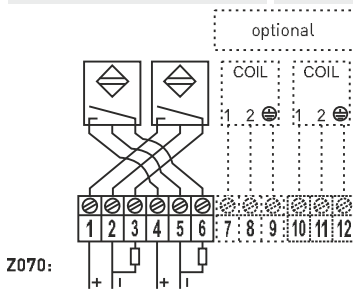 optional
COIL COIL
1 2 1 2
1 2 3 4 5 6 7 8 9 10 11 12
Z070:
+ − + −